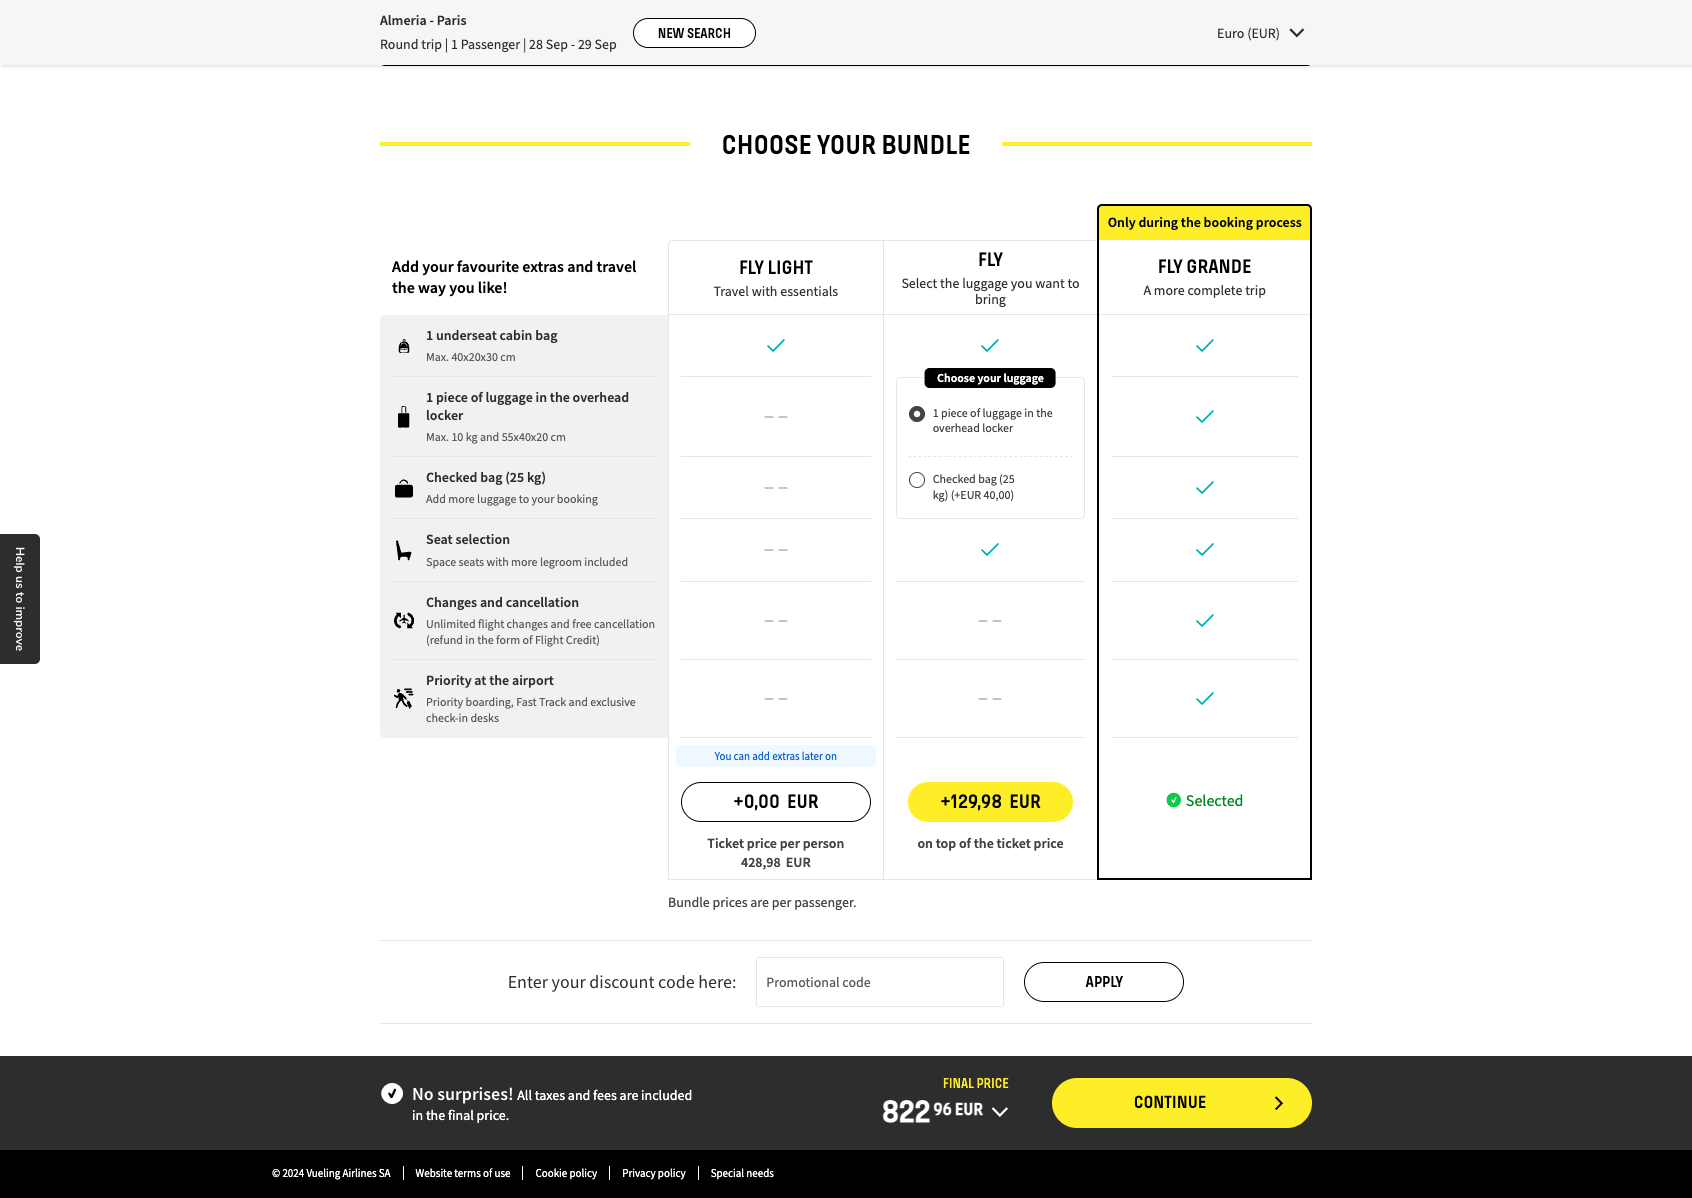 Almeria - Paris
Round trip | 1 Passenger | 28 Sep - 29 Sep
NEW SEARCH
Euro (EUR)
CHOOSE YOUR BUNDLE
Only during the booking process
Add your favourite extras and travel
the way you like!
FLY LIGHT
Travel with essentials
FLY
Select the luggage you want to
bring
FLY GRANDE
A more complete trip
1 underseat cabin bag
Max. 40x20x30 cm
1 piece of luggage in the overhead
locker
Max. 10 kg and 55x40x20 cm
Choose your luggage
1 piece of luggage in the
overhead locker
Checked bag (25 kg)
Add more luggage to your booking
Checked bag (25
kg) (+EUR 40,00)
Seat selection
Space seats with more legroom included
Changes and cancellation
Unlimited flight changes and free cancellation
(refund in the form of Flight Credit)
Priority at the airport
Priority boarding, Fast Track and exclusive
check-in desks
You can add extras later on
+0,00 EUR
Ticket price per person
428,98 EUR
+129,98 EUR
on top of the ticket price
Selected
Bundle prices are per passenger.
Enter your discount code here:
Promotional code
APPLY
Help us to improve
No surprises! All taxes and fees are included
in the final price.
FINAL PRICE
822 96 EUR
CONTINUE
© 2024 Vueling Airlines SA
Website terms of use
Cookie policy
Privacy policy
Special needs